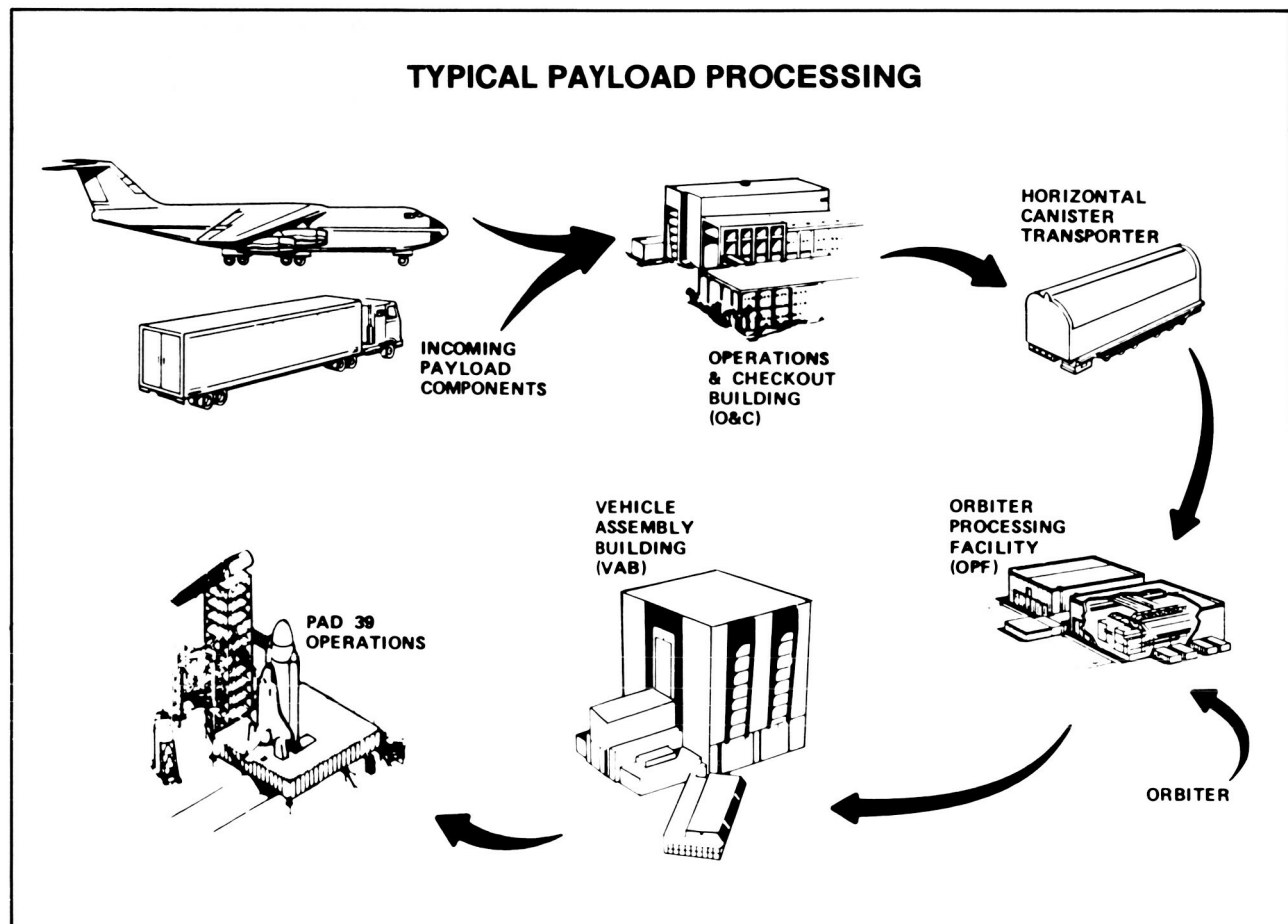 TYPICAL PAYLOAD PROCESSING
INCOMING
PAYLOAD
COMPONENTS
OPERATIONS
& CHECKOUT
BUILDING
(O&C)
HORIZONTAL
CANISTER
TRANSPORTER
ORBITER
PROCESSING
FACILITY
(OPF)
ORBITER
VEHICLE
ASSEMBLY
BUILDING
(VAB)
PAD 39
OPERATIONS